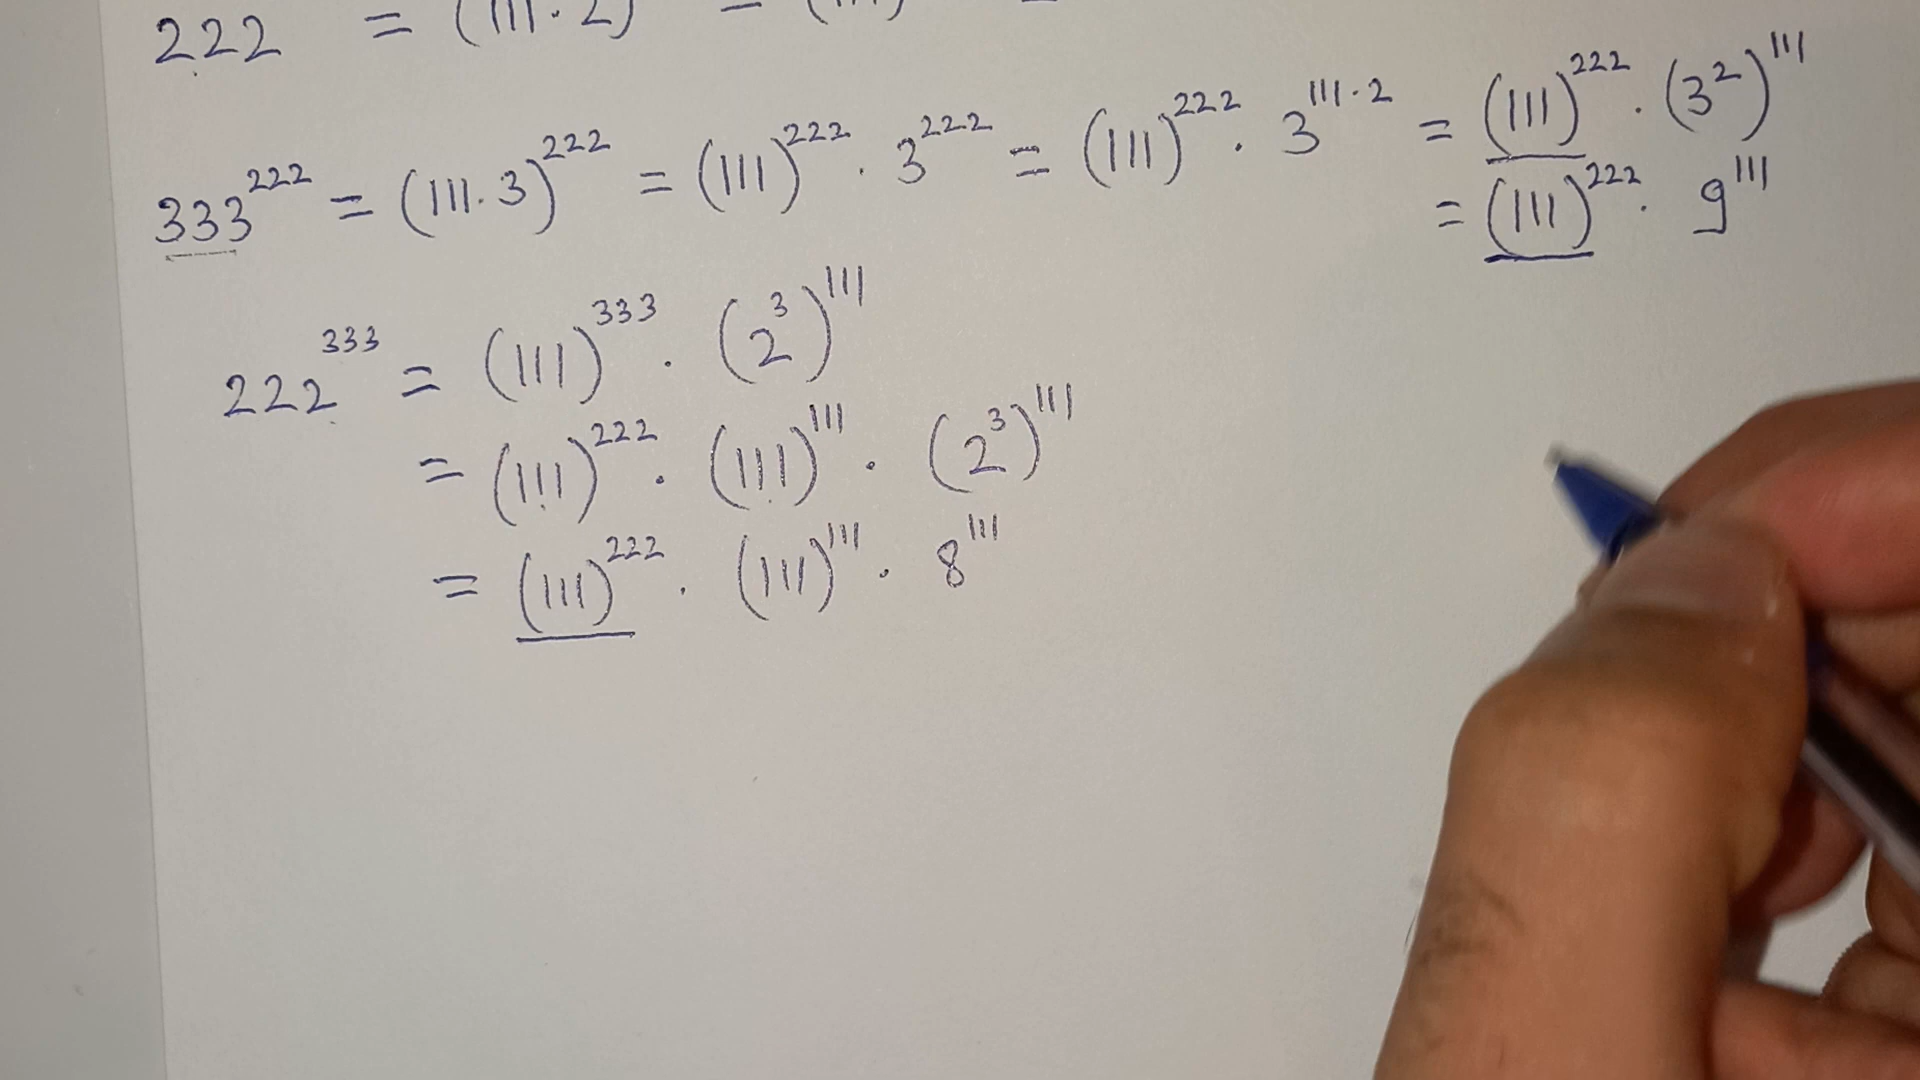 222 = (111·2) = (111) =
333^222 = (111·3)^222 = (111)^222 · 3^222 = (111)^222 · 3^111·2 = (111)^222 · (3^2)^111
= (111)^222 · 9^111
222^333 = (111)^333 · (2^3)^111
= (111)^222 · (111)^111 · (2^3)^111
= (111)^222 · (111)^111 · 8^111